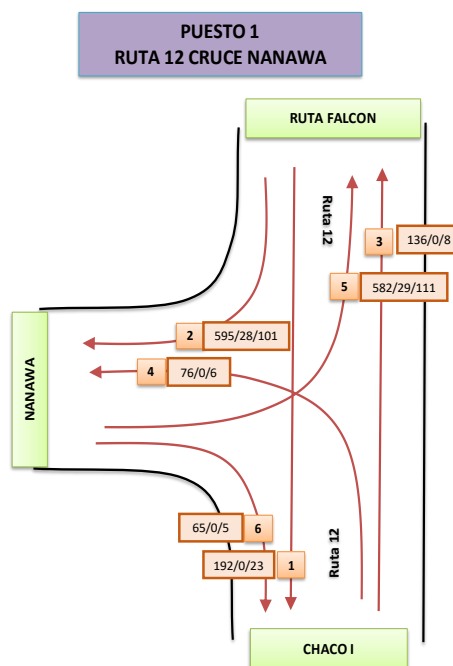 PUESTO 1
RUTA 12 CRUCE NANAWA
RUTA FALCON
Ruta 12
3
136/0/8
5
582/29/111
2
595/28/101
4
76/0/6
NANAWA
65/0/5
6
192/0/23
1
Ruta 12
CHACO I